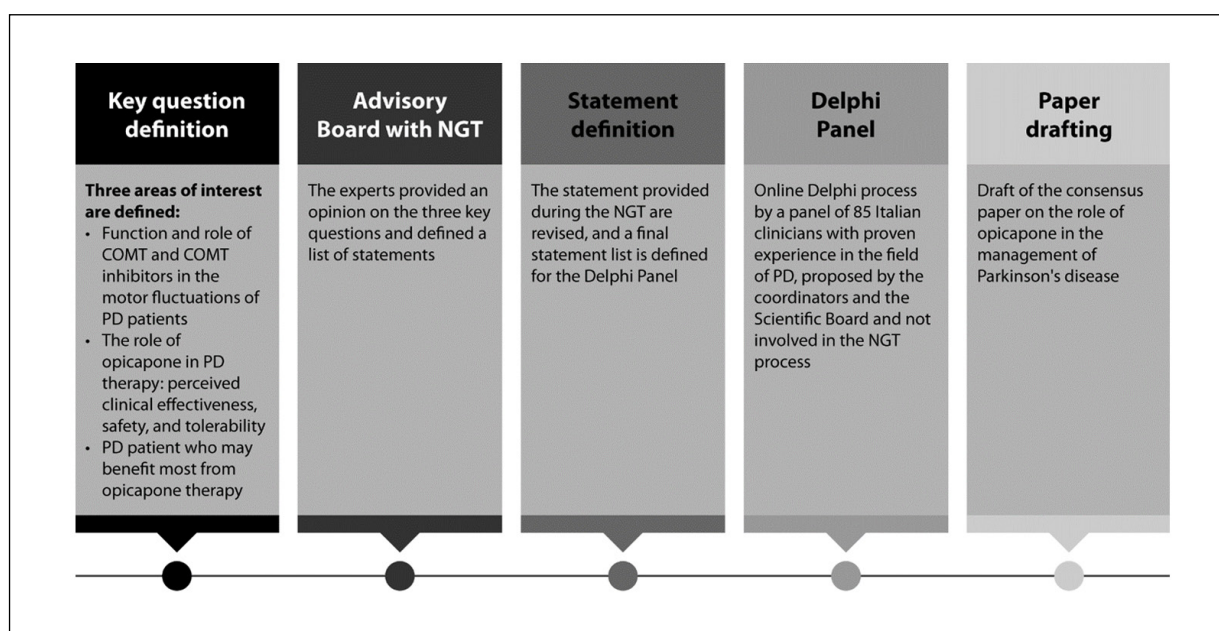 Key question
definition
Three areas of interest
are defined:
• Function and role of
COMT and COMT
inhibitors in the
motor fluctuations of
PD patients
• The role of
opicapone in PD
therapy: perceived
clinical effectiveness,
safety, and tolerability
• PD patient who may
benefit most from
opicapone therapy
Advisory
Board with NGT
The experts provided an
opinion on the three key
questions and defined a
list of statements
Statement
definition
The statement provided
during the NGT are
revised, and a final
statement list is defined
for the Delphi Panel
Delphi
Panel
Online Delphi process
by a panel of 85 Italian
clinicians with proven
experience in the field
of PD, proposed by the
coordinators and the
Scientific Board and not
involved in the NGT
process
Paper
drafting
Draft of the consensus
paper on the role of
opicapone in the
management of
Parkinson's disease